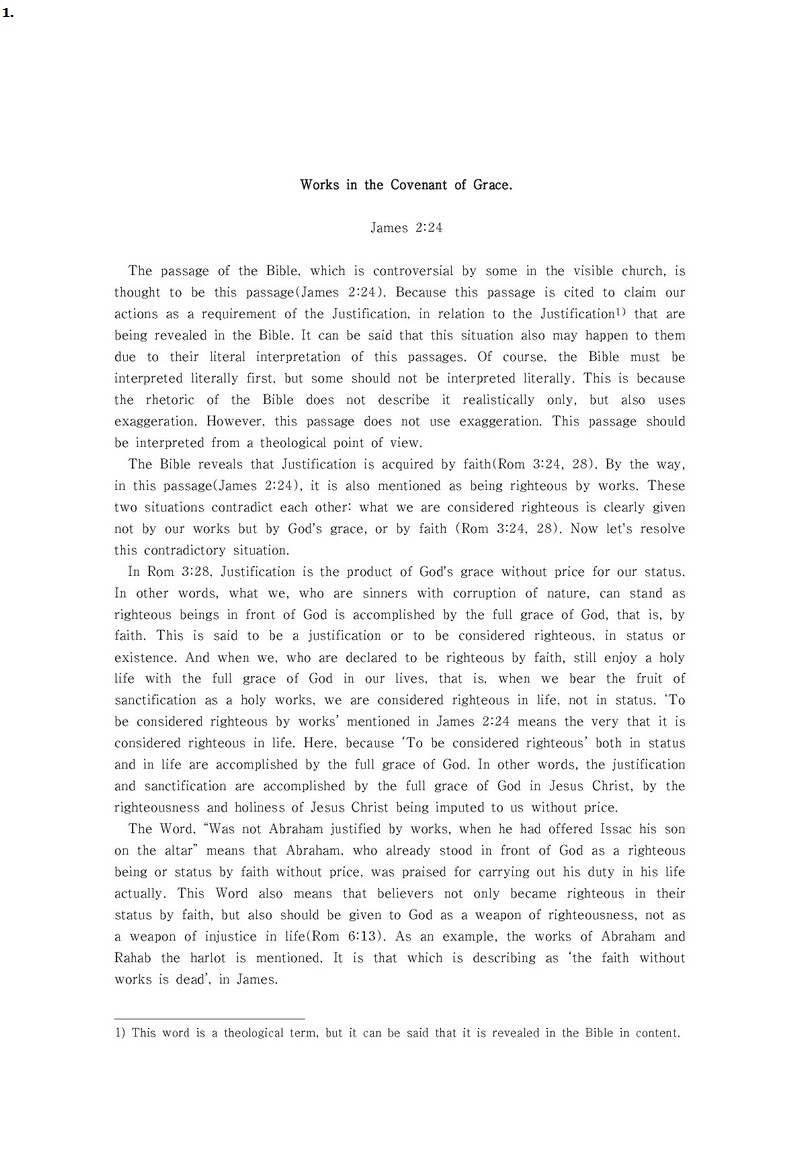 1.
Works in the Covenant of Grace.
James 2:24
The passage of the Bible, which is controversial by some in the visible church, is
thought to be this passage(James 2:24). Because this passage is cited to claim our
actions as a requirement of the Justification, in relation to the Justification1) that are
being revealed in the Bible. It can be said that this situation also may happen to them
due to their literal interpretation of this passages. Of course, the Bible must be
interpreted literally first, but some should not be interpreted literally. This is because
the rhetoric of the Bible does not describe it realistically only, but also uses
exaggeration. However, this passage does not use exaggeration. This passage should
be interpreted from a theological point of view.
The Bible reveals that Justification is acquired by faith(Rom 3:24, 28). By the way,
in this passage(James 2:24), it is also mentioned as being righteous by works. These
two situations contradict each other: what we are considered righteous is clearly given
not by our works but by God's grace, or by faith (Rom 3:24, 28). Now let's resolve
this contradictory situation.
In Rom 3:28, Justification is the product of God's grace without price for our status.
In other words, what we, who are sinners with corruption of nature, can stand as
righteous beings in front of God is accomplished by the full grace of God, that is, by
faith. This is said to be a justification or to be considered righteous, in status or
existence. And when we, who are declared to be righteous by faith, still enjoy a holy
life with the full grace of God in our lives, that is, when we bear the fruit of
sanctification as a holy works, we are considered righteous in life, not in status. ‘To
be considered righteous by works’ mentioned in James 2:24 means the very that it is
considered righteous in life. Here, because ‘To be considered righteous’ both in status
and in life are accomplished by the full grace of God. In other words, the justification
and sanctification are accomplished by the full grace of God in Jesus Christ, by the
righteousness and holiness of Jesus Christ being imputed to us without price.
The Word, “Was not Abraham justified by works, when he had offered Issac his son
on the altar” means that Abraham, who already stood in front of God as a righteous
being or status by faith without price, was praised for carrying out his duty in his life
actually. This Word also means that believers not only became righteous in their
status by faith, but also should be given to God as a weapon of righteousness, not as
a weapon of injustice in life(Rom 6:13). As an example, the works of Abraham and
Rahab the harlot is mentioned. It is that which is describing as ‘the faith without
works is dead’, in James.
1) This word is a theological term, but it can be said that it is revealed in the Bible in content.